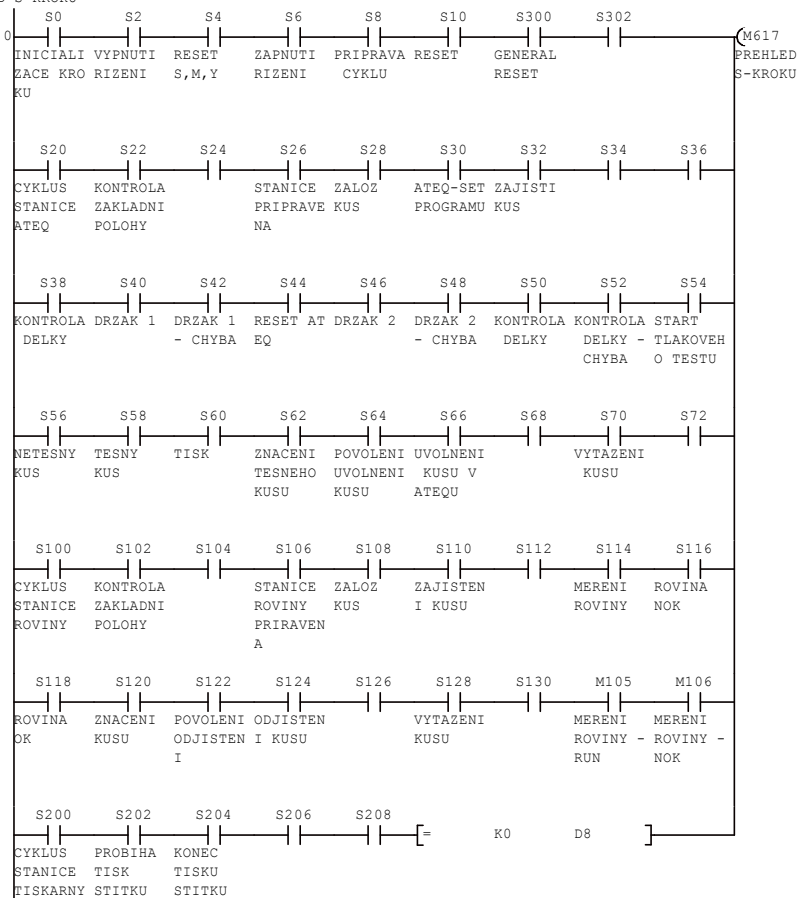 S0 S4 S4 S6 S8 S10 S300 S302
0 (M617
INICIALI VYPNUTI RESET ZAPNUTI PRIPRAVA RESET GENERAL PREHLED
ZACE KRO RIZENI S,M,Y RIZENI CYKLU RESET S-KROKU
KU
S20 S22 S24 S26 S28 S30 S32 S34 S36
CYKLUS KONTROLA STANICE ZALOZ ATEQ-SET ZAJISTI
STANICE ZAKLADNI PRIPRAVE KUS PROGRAMU KUS
ATEQ POLOHY NA
S38 S40 S42 S44 S46 S48 S50 S52 S54
KONTROLA DRZAK 1 DRZAK 1 RESET AT DRZAK 2 DRZAK 2 KONTROLA KONTROLA START
DELKY - CHYBA EQ - CHYBA DELKY DELKY - TLAKOVEH
CHYBA O TESTU
S56 S58 S60 S62 S64 S66 S68 S70 S72
NETESNY TESNY TISK ZNACENI POVOLENI UVOLNENI VYTAZENI
KUS KUS TESNEHO UVOLNENI KUSU V KUSU
KUSU KUSU ATEQU
S100 S102 S104 S106 S108 S110 S112 S114 S116
CYKLUS KONTROLA STANICE ZALOZ ZAJISTEN MERENI ROVINA
STANICE ZAKLADNI ROVINY KUS I KUSU ROVINY NOK
ROVINY POLOHY PRIRAVEN
A
S118 S120 S122 S124 S126 S128 S130 M105 M106
ROVINA ZNACENI POVOLENI ODJISTEN VYTAZENI MERENI MERENI
OK KUSU ODJISTEN I KUSU KUSU ROVINY - ROVINY -
I RUN NOK
S200 S202 S204 S206 S208
[= K0 D8 ]
CYKLUS PROBIHA KONEC
STANICE TISK TISKU
TISKARNY STITKU STITKU